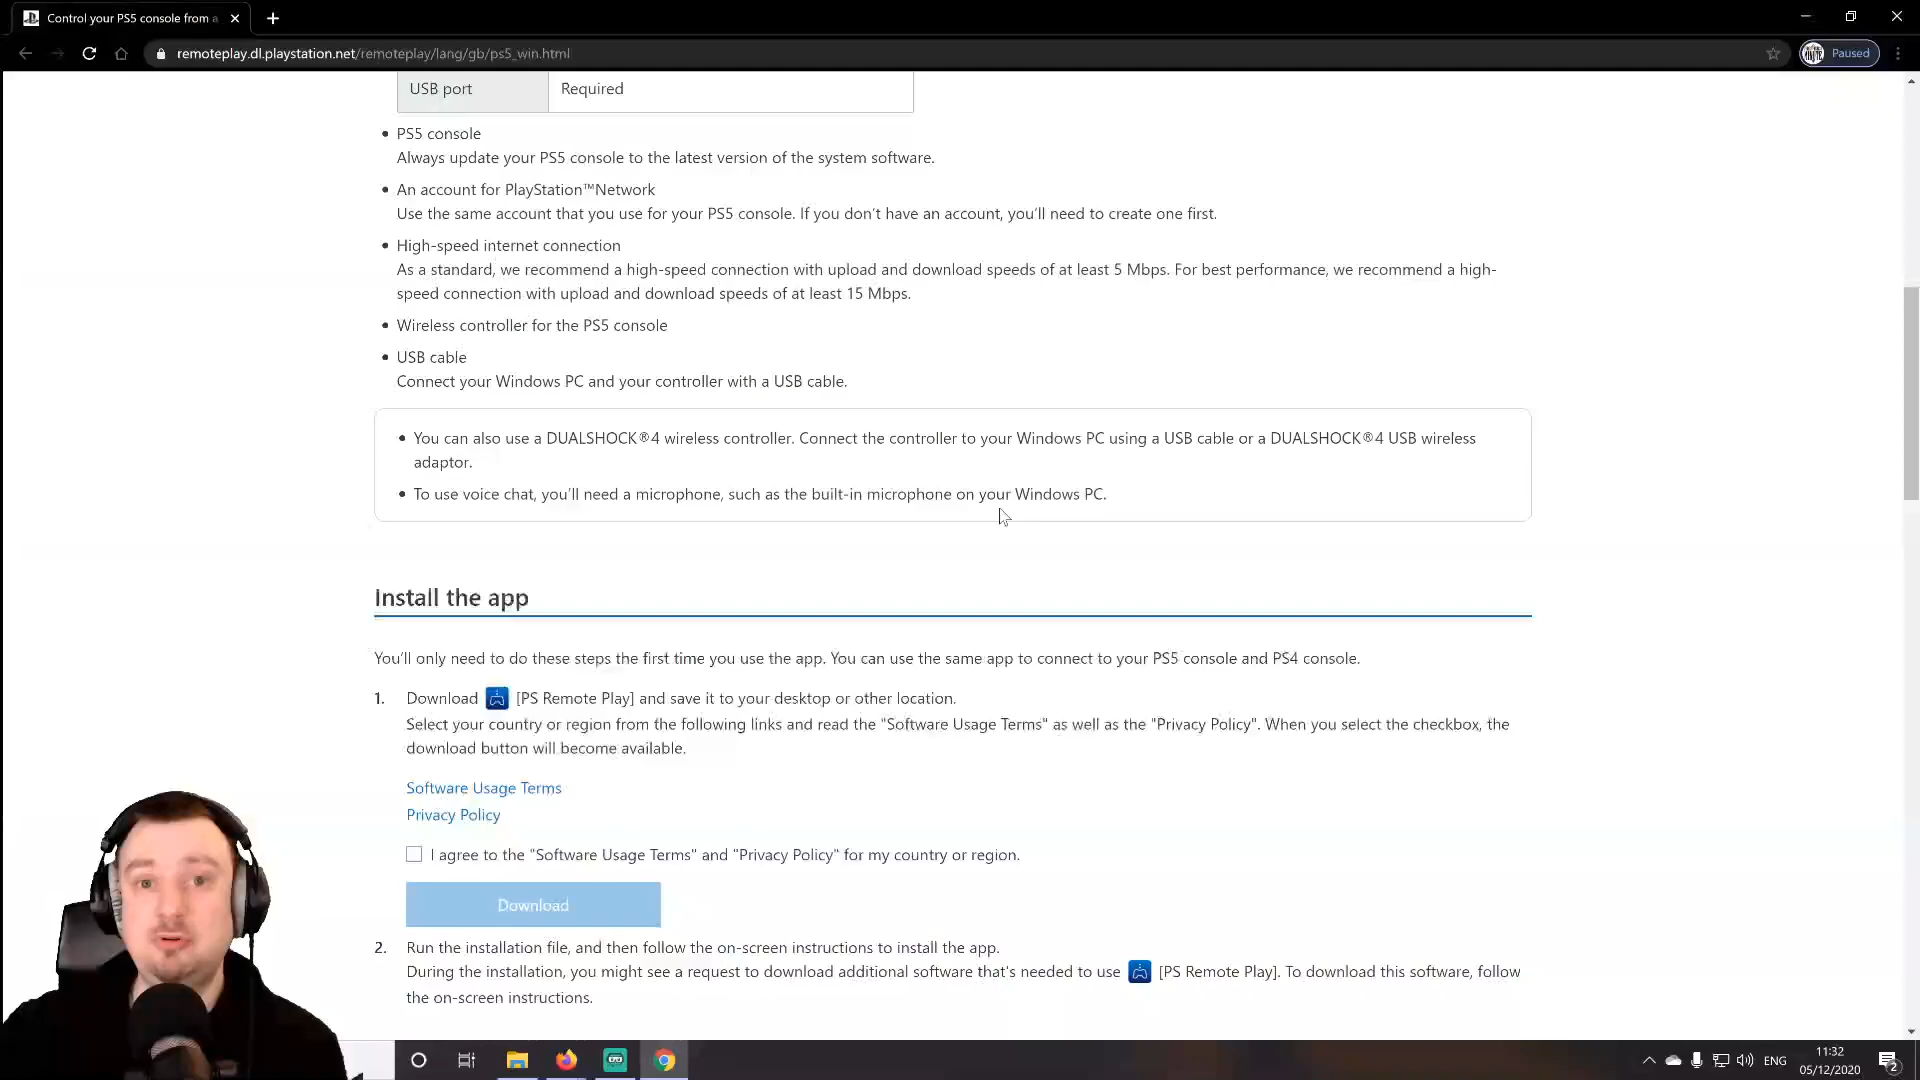 Control your PS5 console from a
remoteplay.dl.playstation.net/remoteplay/lang/gb/ps5_win.html
Paused
USB port Required
• PS5 console
Always update your PS5 console to the latest version of the system software.
• An account for PlayStation™Network
Use the same account that you use for your PS5 console. If you don't have an account, you'll need to create one first.
• High-speed internet connection
As a standard, we recommend a high-speed connection with upload and download speeds of at least 5 Mbps. For best performance, we recommend a high-
speed connection with upload and download speeds of at least 15 Mbps.
• Wireless controller for the PS5 console
• USB cable
Connect your Windows PC and your controller with a USB cable.
• You can also use a DUALSHOCK®4 wireless controller. Connect the controller to your Windows PC using a USB cable or a DUALSHOCK®4 USB wireless
adaptor.
• To use voice chat, you'll need a microphone, such as the built-in microphone on your Windows PC.
Install the app
You'll only need to do these steps the first time you use the app. You can use the same app to connect to your PS5 console and PS4 console.
1. Download [PS Remote Play] and save it to your desktop or other location.
Select your country or region from the following links and read the "Software Usage Terms" as well as the "Privacy Policy". When you select the checkbox, the
download button will become available.
Software Usage Terms
Privacy Policy
I agree to the "Software Usage Terms" and "Privacy Policy" for my country or region.
Download
2. Run the installation file, and then follow the on-screen instructions to install the app.
During the installation, you might see a request to download additional software that's needed to use [PS Remote Play]. To download this software, follow
the on-screen instructions.
ENG
11:32
05/12/2020
2